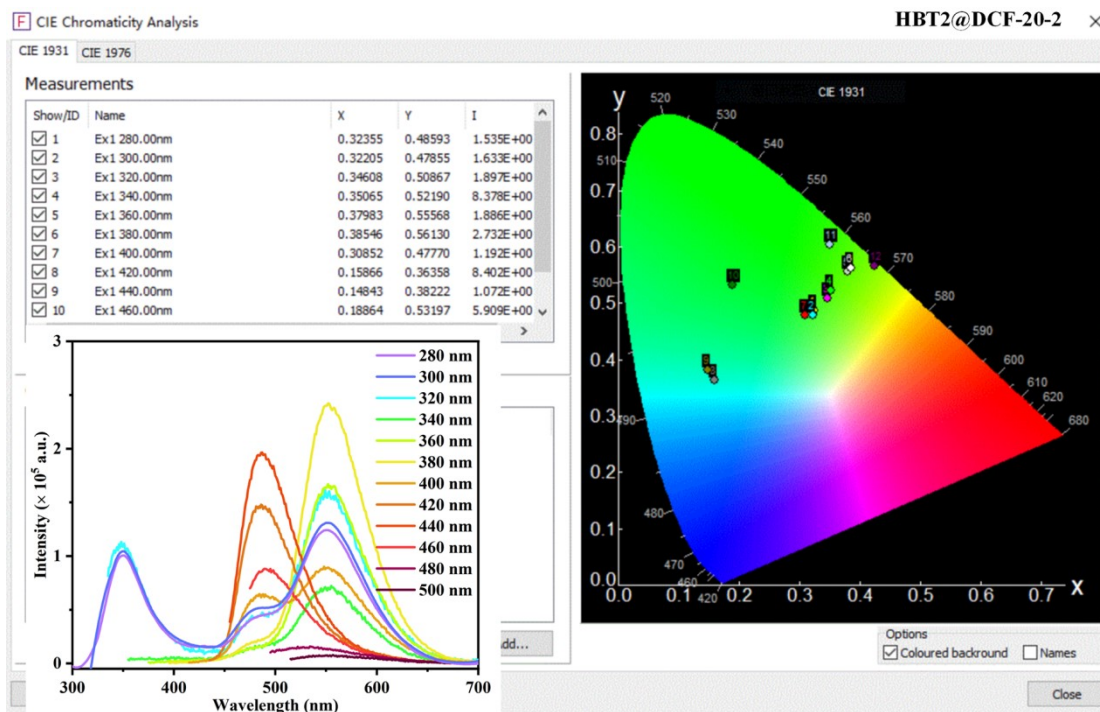 CIE Chromaticity Analysis
HBT2@DCF-20-2
CIE 1931 CIE 1976
Measurements
Show/ID Name X Y I
1 Ex1 280.00nm 0.32355 0.48593 1.535E+00
2 Ex1 300.00nm 0.32205 0.47855 1.633E+00
3 Ex1 320.00nm 0.34608 0.50867 1.897E+00
4 Ex1 340.00nm 0.35065 0.52190 8.378E+00
5 Ex1 360.00nm 0.37983 0.55568 1.886E+00
6 Ex1 380.00nm 0.38546 0.56130 2.732E+00
7 Ex1 400.00nm 0.30852 0.47770 1.192E+00
8 Ex1 420.00nm 0.15866 0.36358 8.402E+00
9 Ex1 440.00nm 0.14843 0.38222 1.072E+00
10 Ex1 460.00nm 0.18864 0.53197 5.909E+00
3
2
1
0
Intensity (× 10⁵ a.u.)
280 nm
300 nm
320 nm
340 nm
360 nm
380 nm
400 nm
420 nm
440 nm
460 nm
480 nm
500 nm
300 400 500 600 700
Wavelength (nm)
CIE 1931
y
0.8
0.7
0.6
0.5
0.4
0.3
0.2
0.1
0.0
0.0 0.1 0.2 0.3 0.4 0.5 0.6 0.7 x
520
530
540
550
560
570
580
590
600
610
620
680
510
500
490
480
470
460
420
11
12
10
6
4
2
9
8
Options
Coloured backround Names
Close